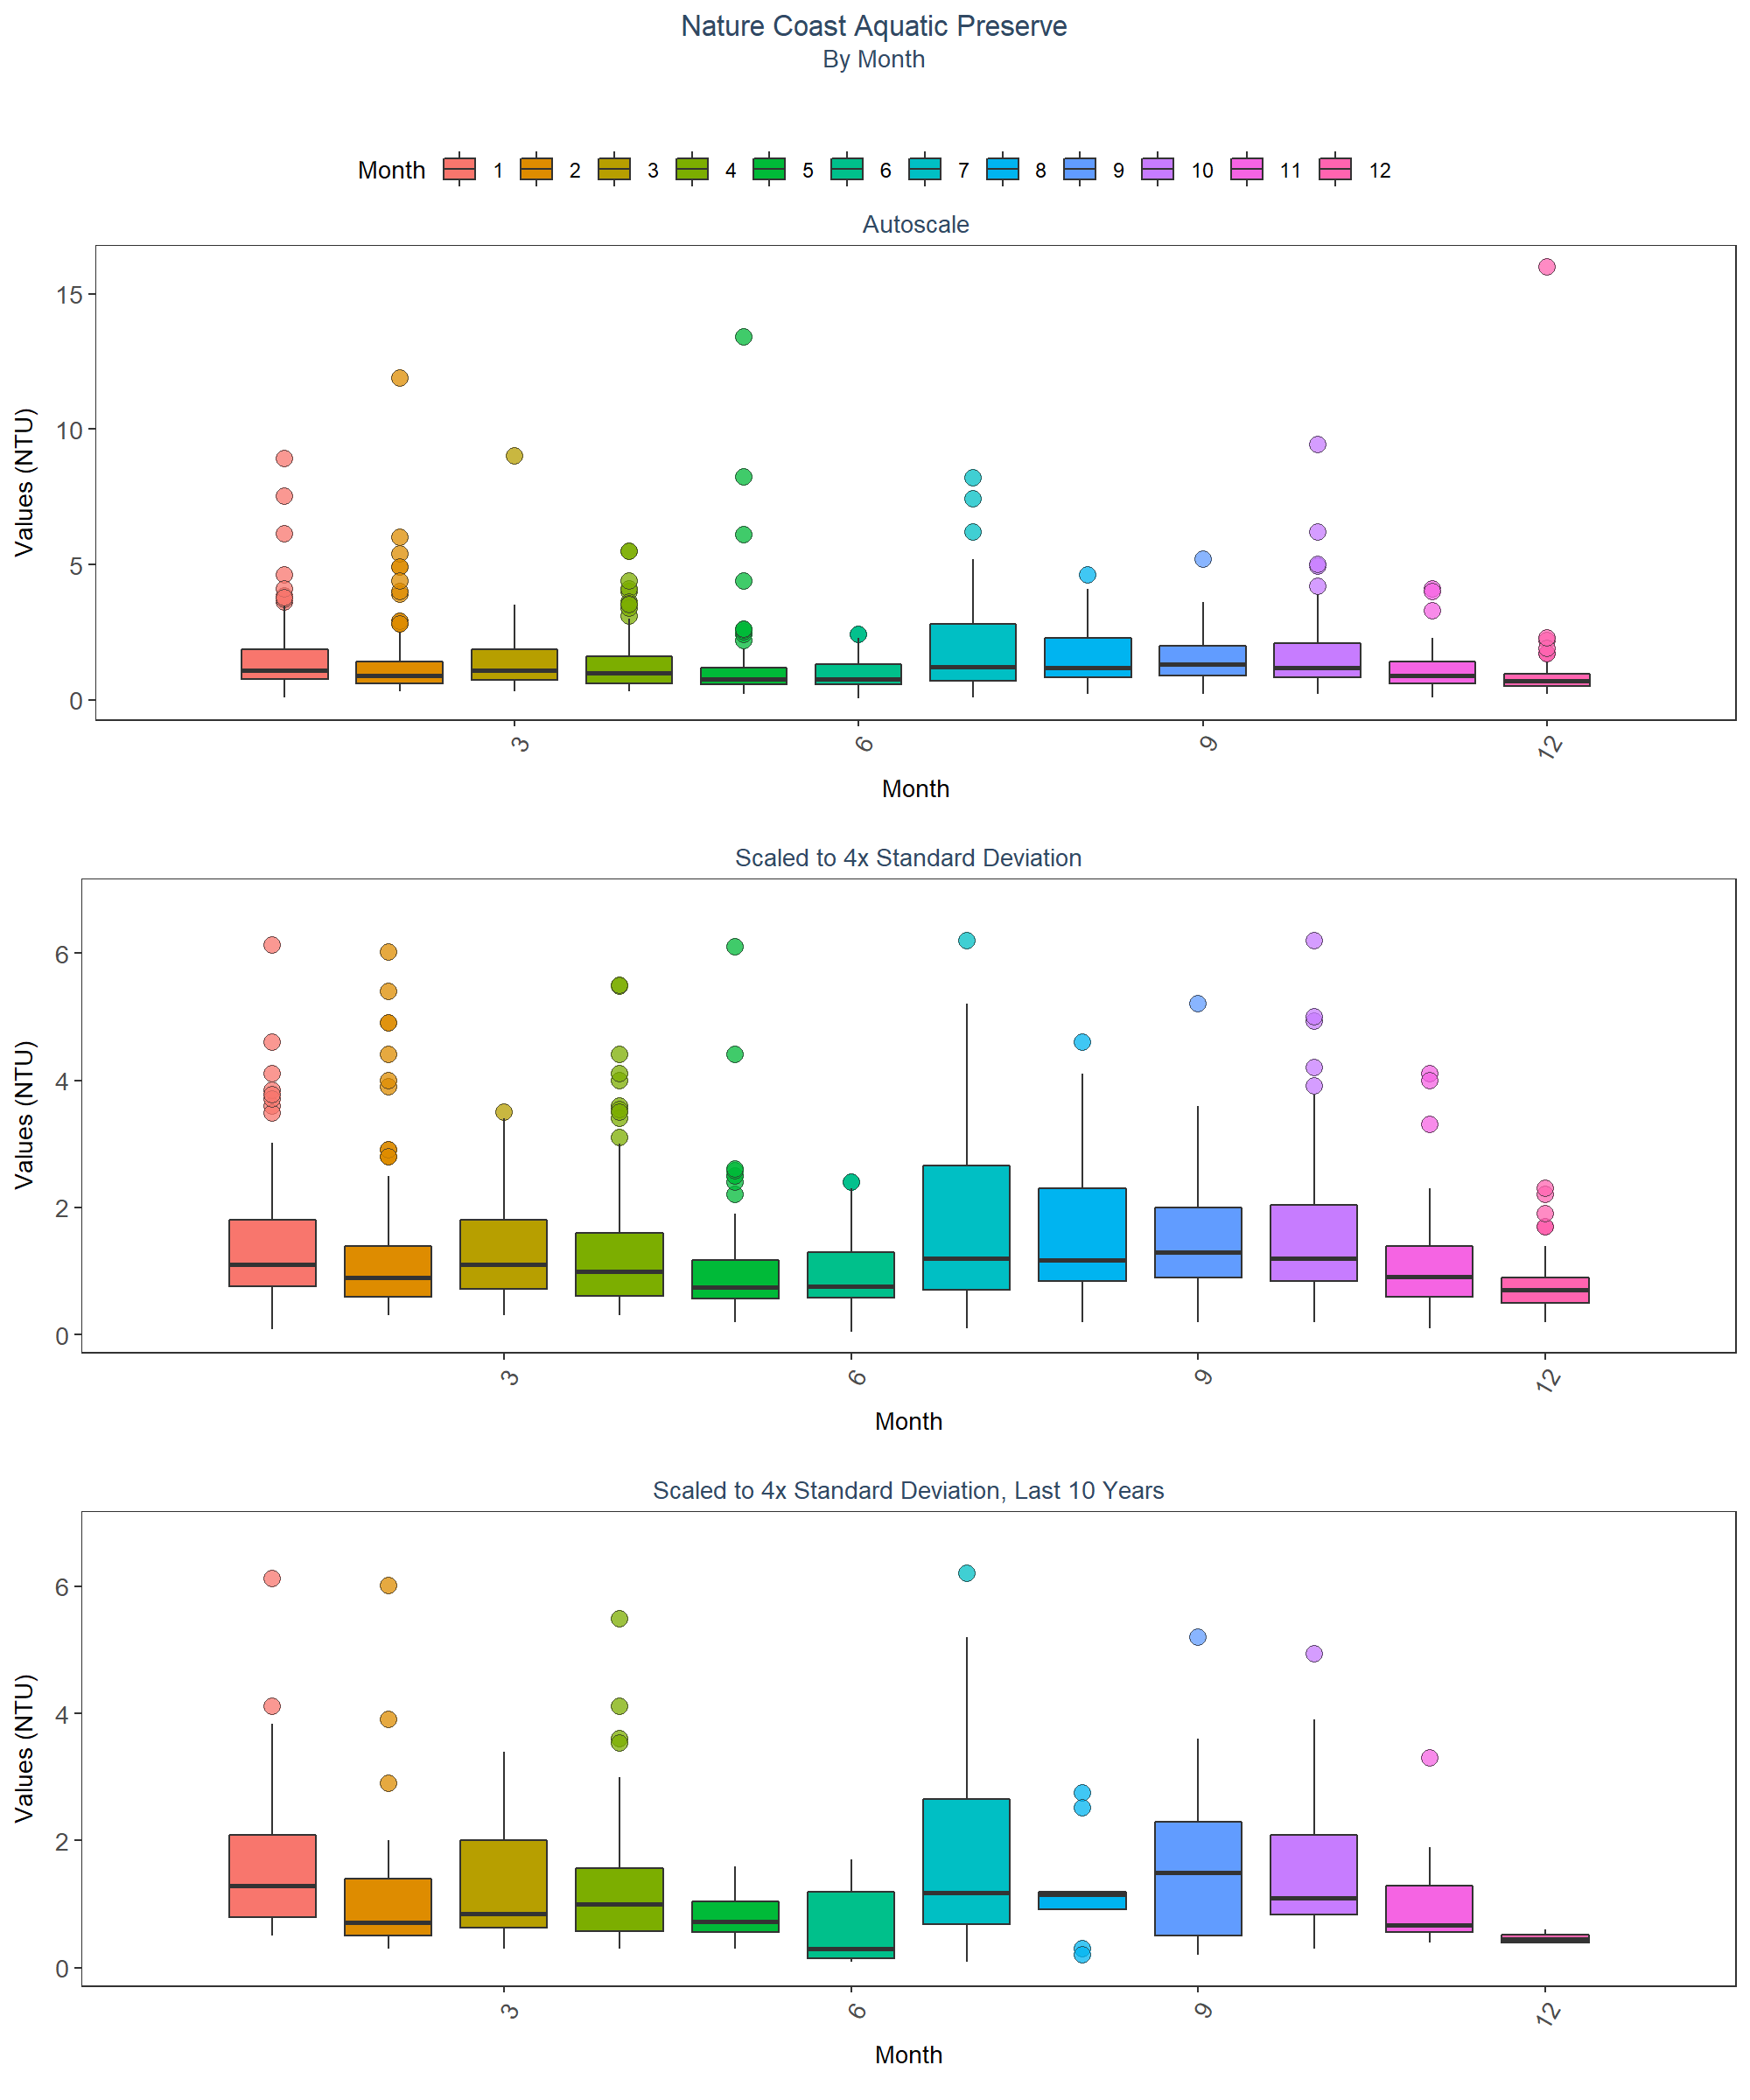 Nature Coast Aquatic Preserve
By Month
Month 1 2 3 4 5 6 7 8 9 10 11 12
Autoscale
Values (NTU)
15
10
5
0
3 6 9 12
Month
Scaled to 4x Standard Deviation
Values (NTU)
6
4
2
0
3 6 9 12
Month
Scaled to 4x Standard Deviation, Last 10 Years
Values (NTU)
6
4
2
0
3 6 9 12
Month